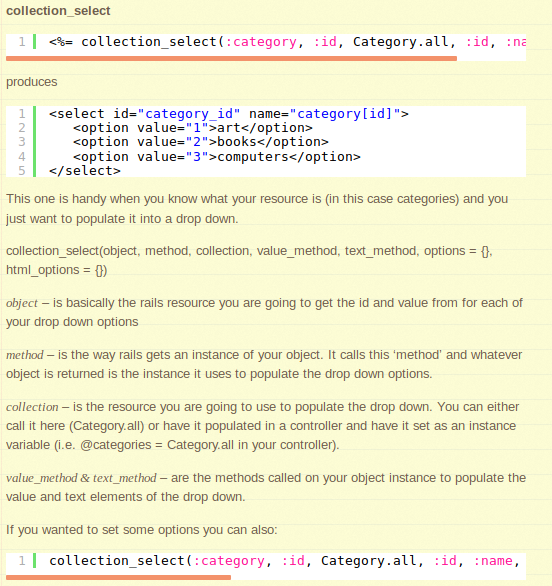 collection_select
1 <%= collection_select(:category, :id, Category.all, :id, :na
produces
1 <select id="category_id" name="category[id]">
2 <option value="1">art</option>
3 <option value="2">books</option>
4 <option value="3">computers</option>
5 </select>
This one is handy when you know what your resource is (in this case categories) and you
just want to populate it into a drop down.
collection_select(object, method, collection, value_method, text_method, options = {},
html_options = {})
object – is basically the rails resource you are going to get the id and value from for each of
your drop down options
method – is the way rails gets an instance of your object. It calls this ‘method’ and whatever
object is returned is the instance it uses to populate the drop down options.
collection – is the resource you are going to use to populate the drop down. You can either
call it here (Category.all) or have it populated in a controller and have it set as an instance
variable (i.e. @categories = Category.all in your controller).
value_method & text_method – are the methods called on your object instance to populate the
value and text elements of the drop down.
If you wanted to set some options you can also:
1 collection_select(:category, :id, Category.all, :id, :name,